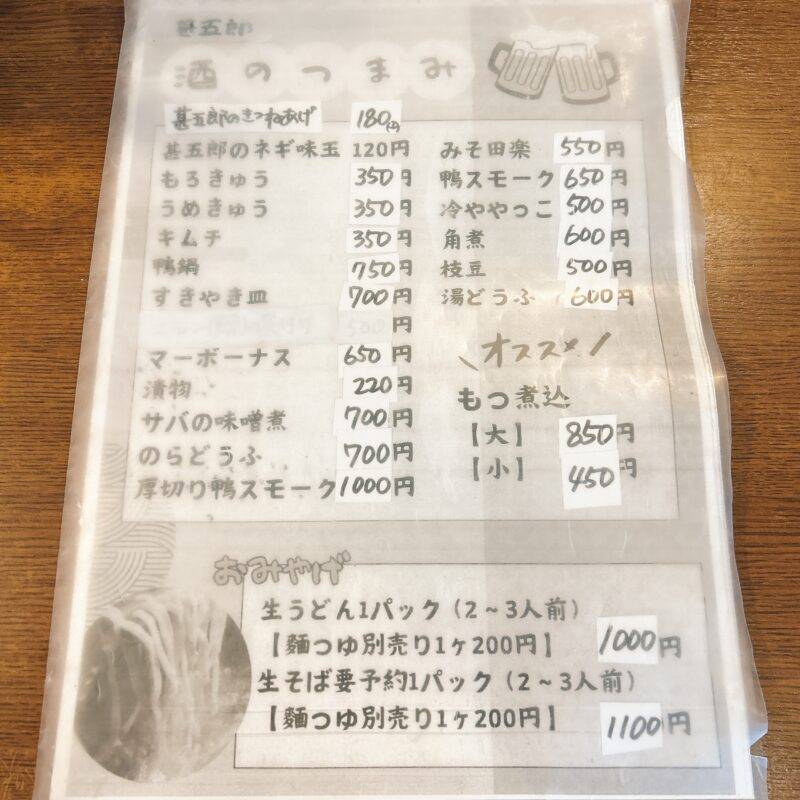 甚五郎
酒のつまみ
甚五郎のきつねあげ 180円
甚五郎のネギ味玉 120円
もろきゅう 350円
うめきゅう 350円
キムチ 350円
鴨鍋 750円
すきやき皿 700円
500円
マーボーナス 650円
漬物 220円
サバの味噌煮 700円
のらどうふ 700円
厚切り鴨スモーク 1000円
みそ田楽 550円
鴨スモーク 650円
冷ややっこ 500円
角煮 600円
枝豆 500円
湯どうふ 600円
\オススメ/
もつ煮込
【大】 850円
【小】 450円
おみやげ
生うどん1パック（2～3人前）
【麵つゆ別売り1ヶ200円】 1000円
生そば要予約1パック（2～3人前）
【麵つゆ別売り1ヶ200円】 1100円